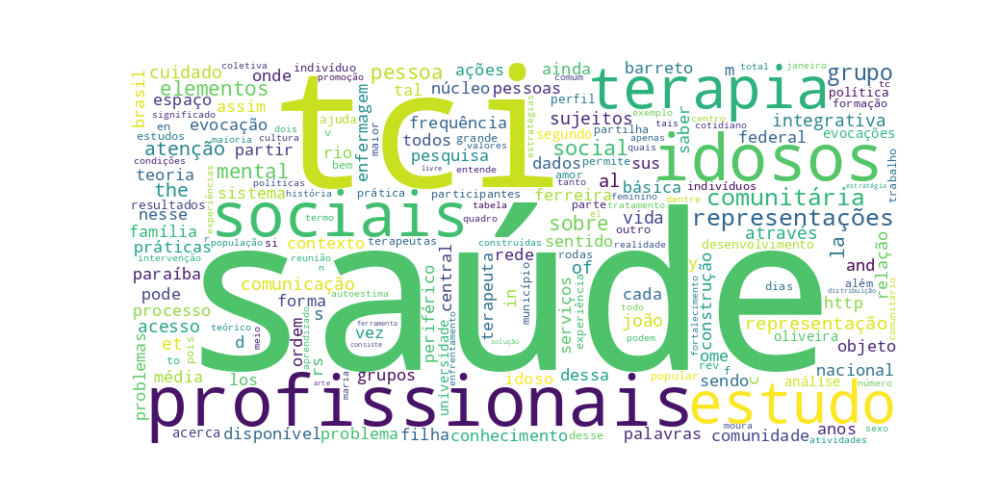 saúde
tci
profissionais
sociais
terapia
idosos
estudo
representações
comunitária
coletiva
indivíduo
promoção
comum
total
janeiro
tc
cuidado
onde
pessoa
ações
ainda
barreto
m
grupo
brasil
elementos
significado
tal
núcleo
pessoas
perfil
política
formação
espaço
assim
ajuda
v
enfermagem
maior
frequência
sujeitos
estratégias
exemplo
centro
tais
cotidiano
integrativa
en
evocação
dois
todos
grande
valores
segundo
partilha
saber
apenas
quais
federal
evocações
estudos
maioria
cultura
rio
bem
pesquisa
social
permite
atenção
partir
livre
entende
dados
sus
teoria
the
mental
amor
tanto
al
básica
indivíduos
estratégia
trabalho
condições
experiências
sistema
políticas
história
prática
participantes
ferreira
feminino
dentre
tratamento
resultados
nesse
termo
tabela
quadro
parte
vida
outro
família
sobre
el
através
práticas
r
população
si
contexto
terapeutas
construídas
sentido
realidade
la
relação
desenvolvimento
intervenção
reunião
n
rede
rodas
of
y
and
paraíba
comunicação
autoestima
periférico
central
terapeuta
in
município
serviços
experiência
construção
fortalecimento
dias
além
distribuição
pode
forma
s
cada
http
comunitário
processo
teórico
ferramenta
todo
joão
representação
acesso
d
meio
ordem
aprendizado
vez
consiste
solução
podem
oliveira
objeto
problemas
et
pois
to
rs
arte
maria
grupos
universidade
enfrentamento
ome
rev
f
nacional
média
los
idoso
dessa
popular
sendo
c
análise
número
acerca
disponível
problema
filha
conhecimento
desse
palavras
moura
comunidade
anos
sexo
atividades